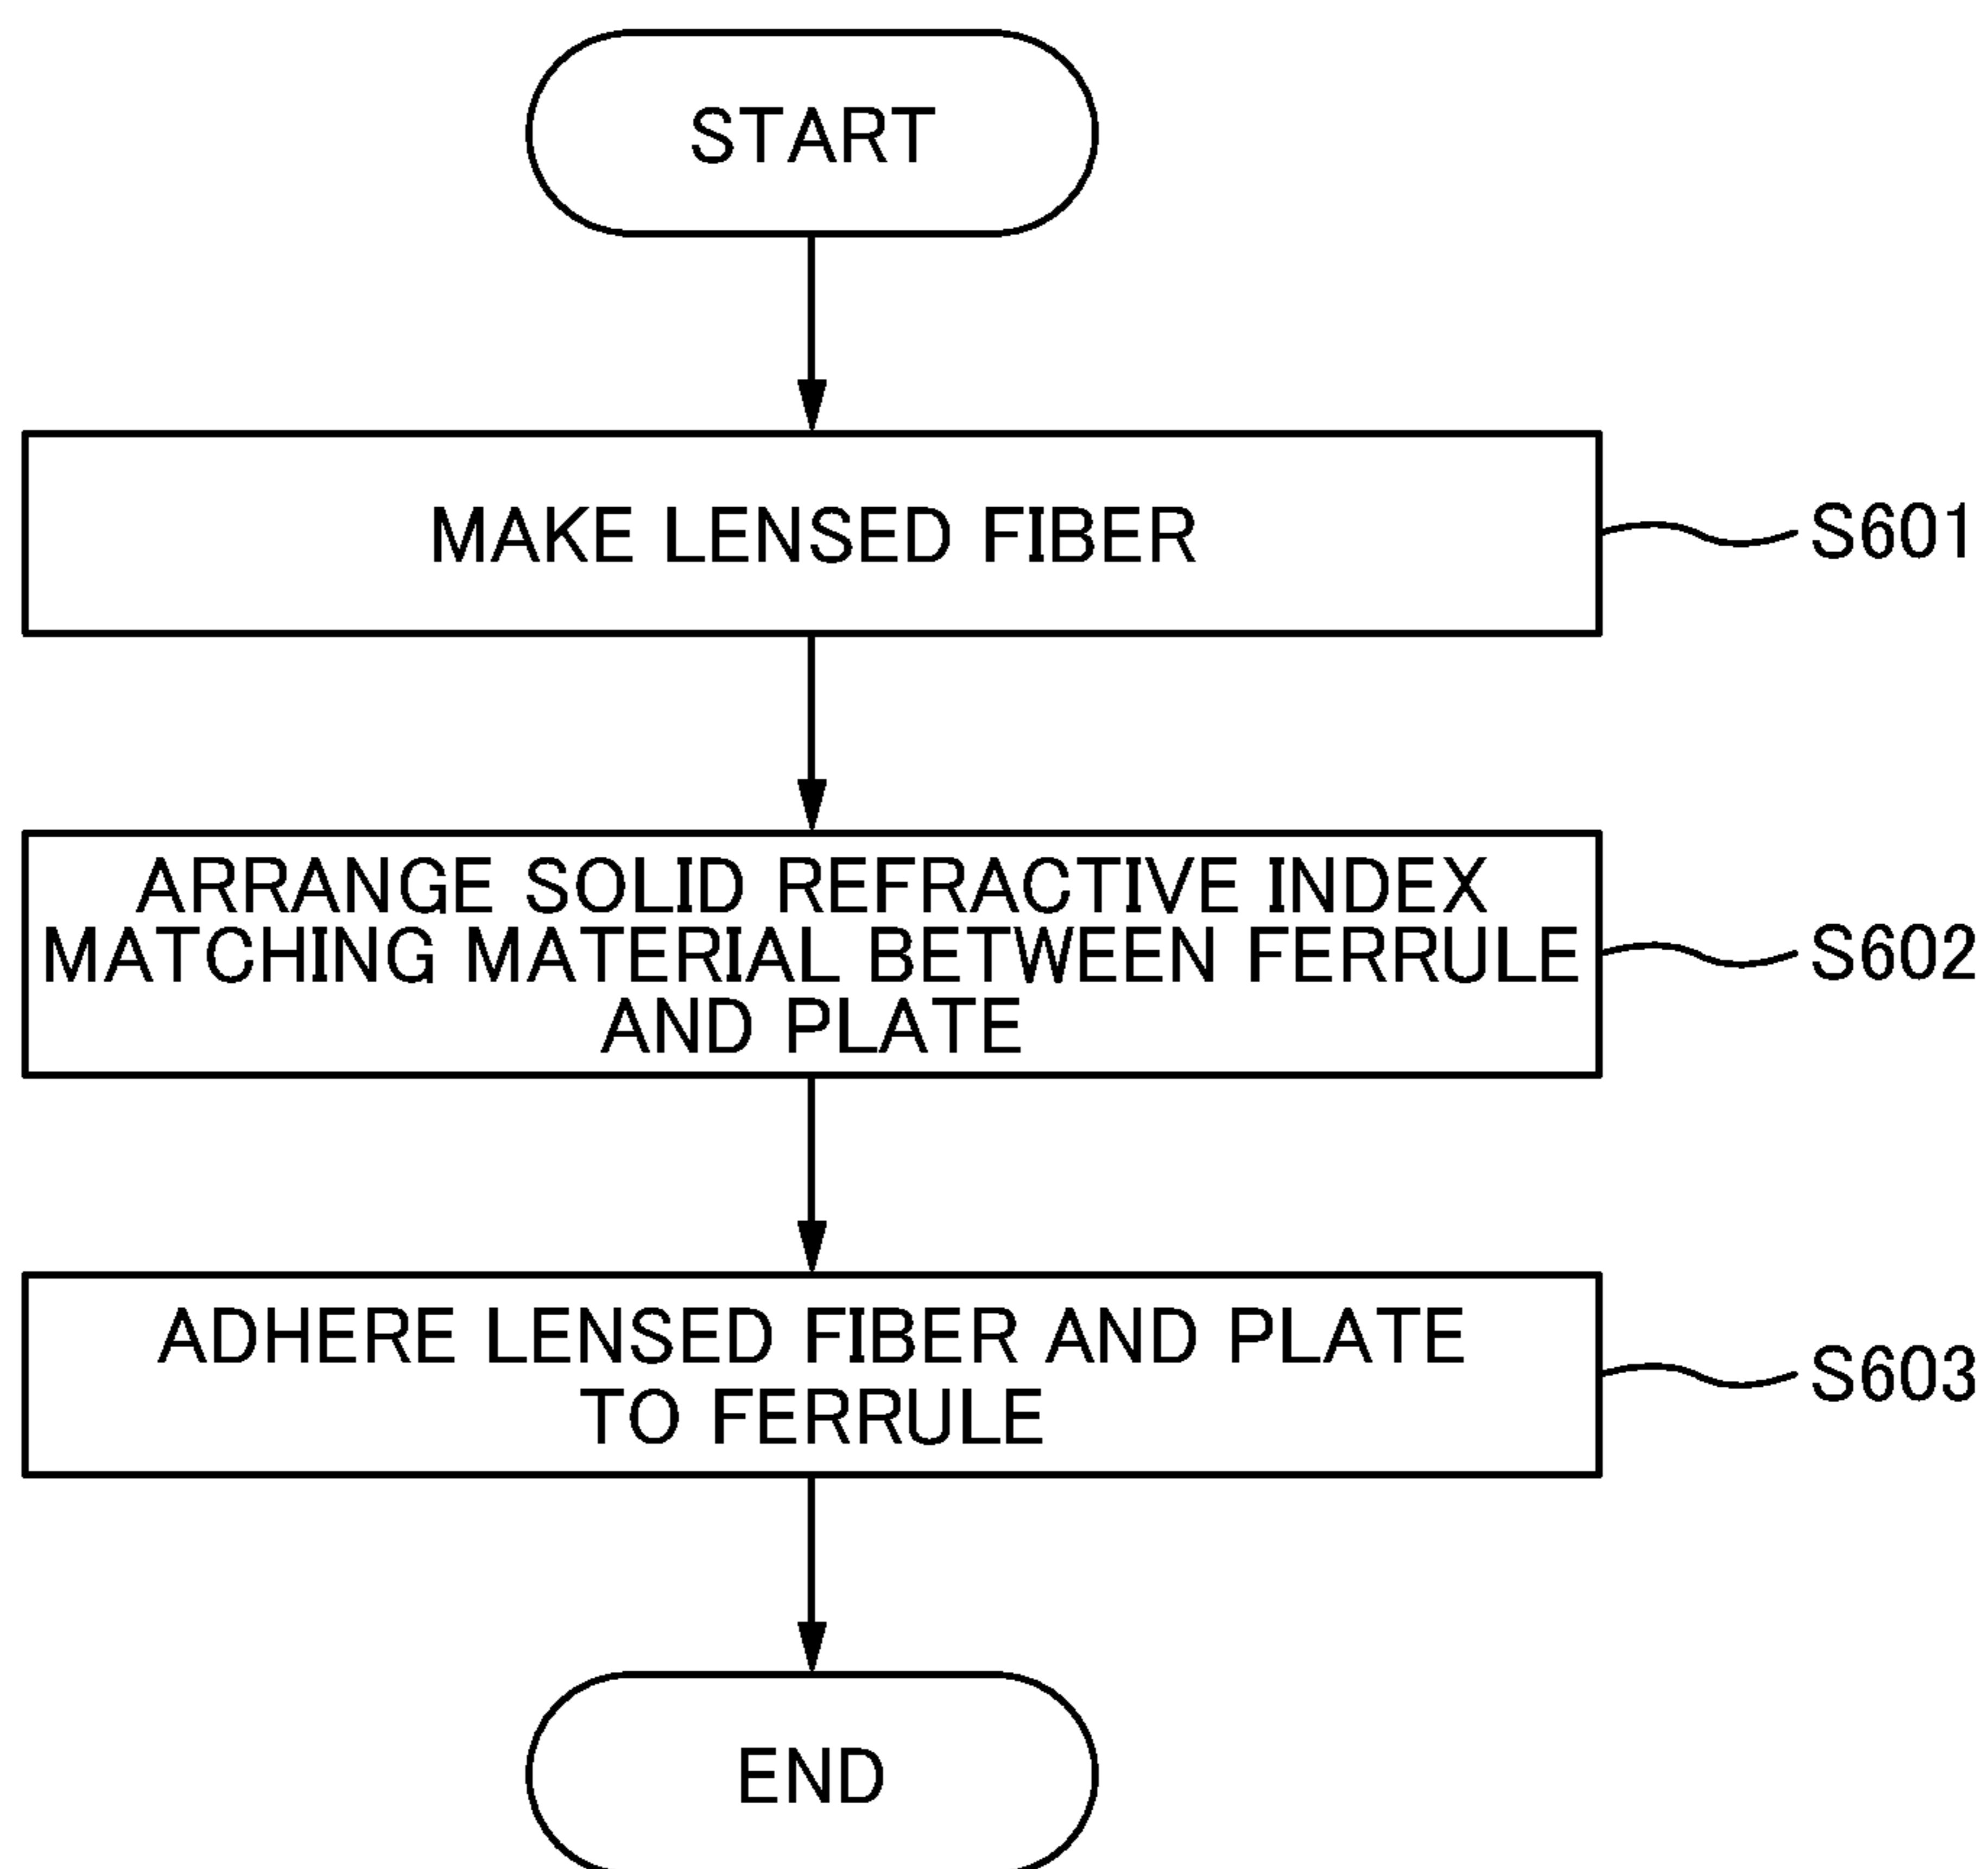 START
MAKE LENSED FIBER
S601
ARRANGE SOLID REFRACTIVE INDEX
MATCHING MATERIAL BETWEEN FERRULE
AND PLATE
S602
ADHERE LENSED FIBER AND PLATE
TO FERRULE
S603
END